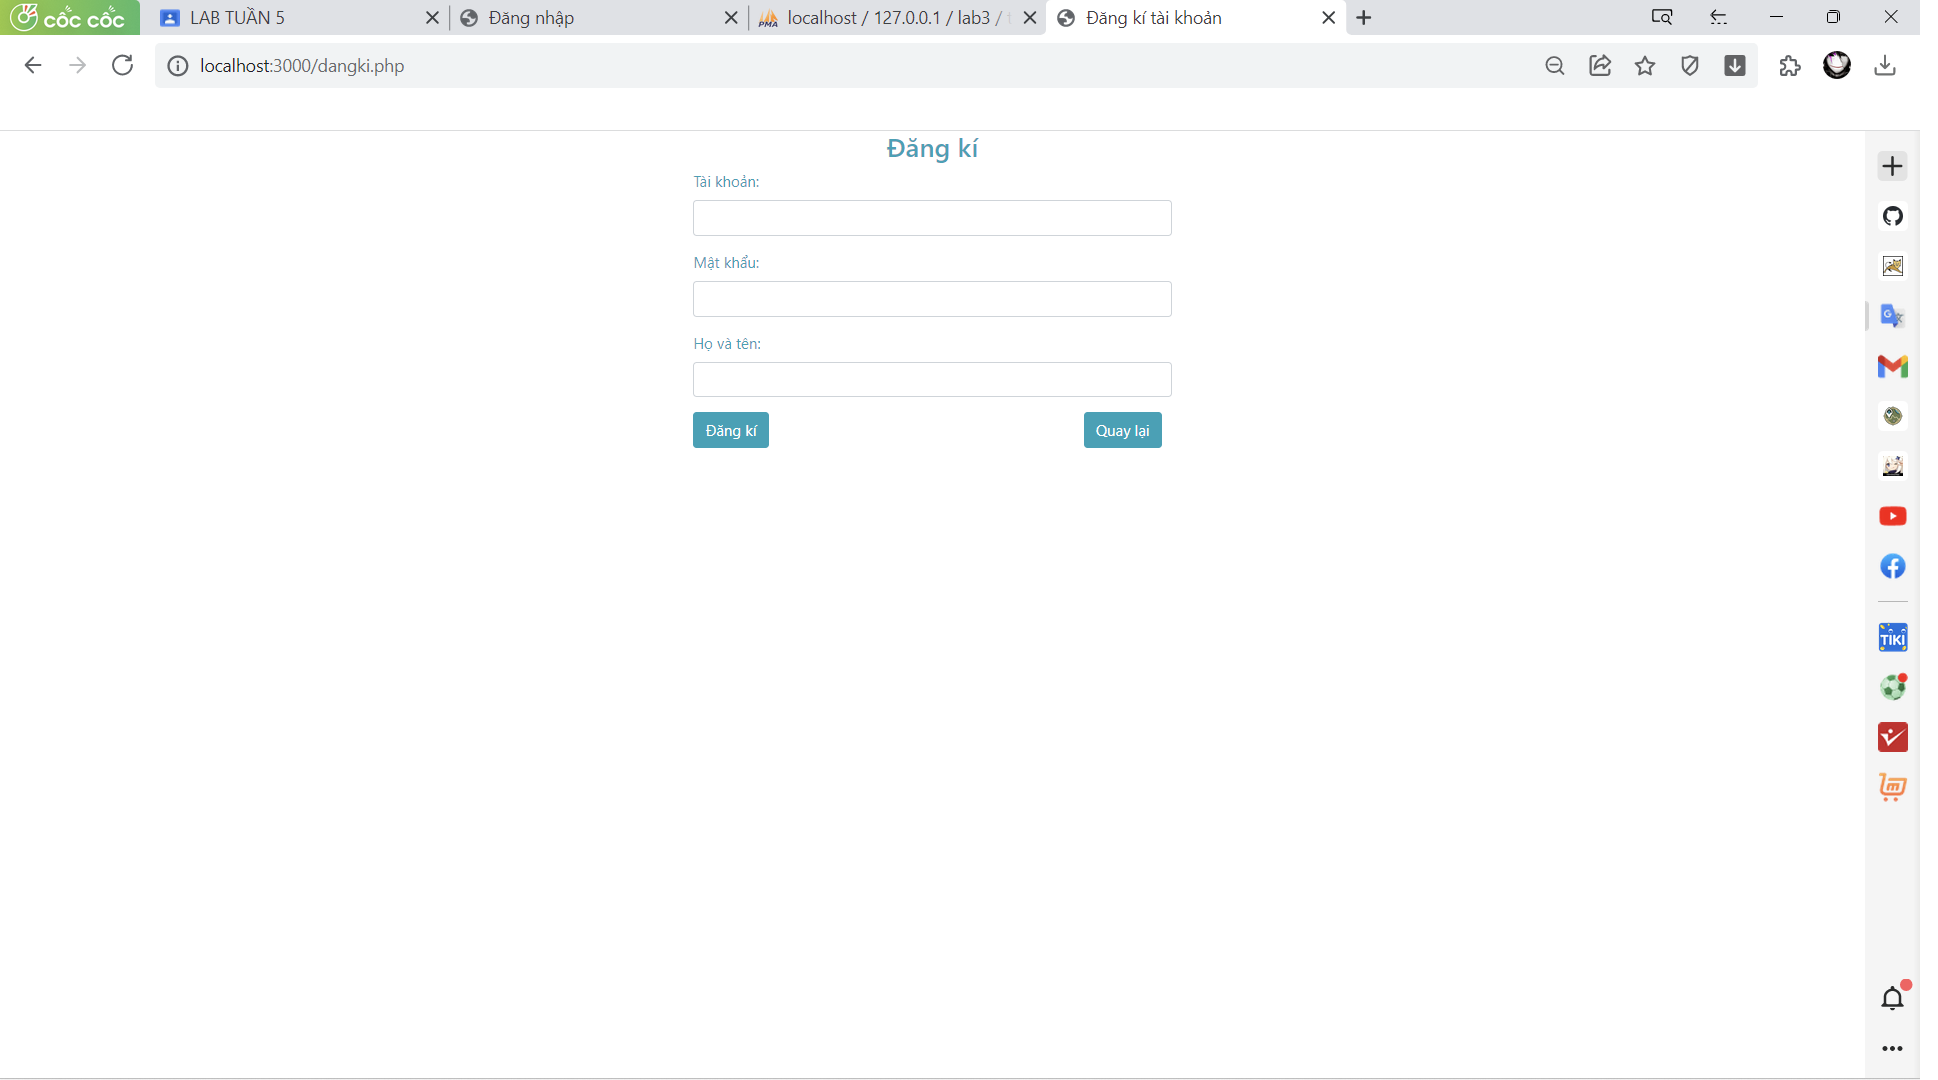 cốc cốc
LAB TUẦN 5
Đăng nhập
PMA
localhost / 127.0.0.1 / lab3 /
Đăng kí tài khoản
localhost:3000/dangki.php
Đăng kí
Tài khoản:
Mật khẩu:
Họ và tên:
Đăng kí
Quay lại
TIKI